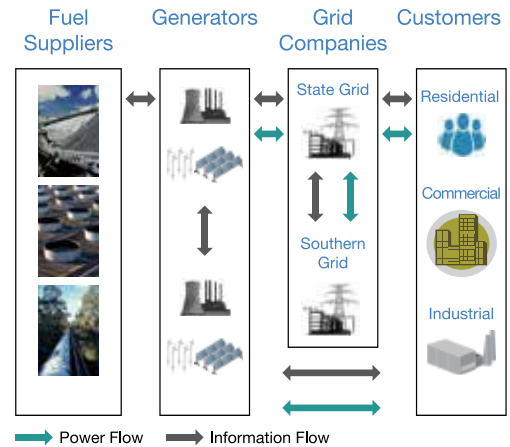 Fuel
Suppliers
Generators
Grid
Companies
Customers
State Grid
Southern
Grid
Residential
Commercial
Industrial
Power Flow
Information Flow